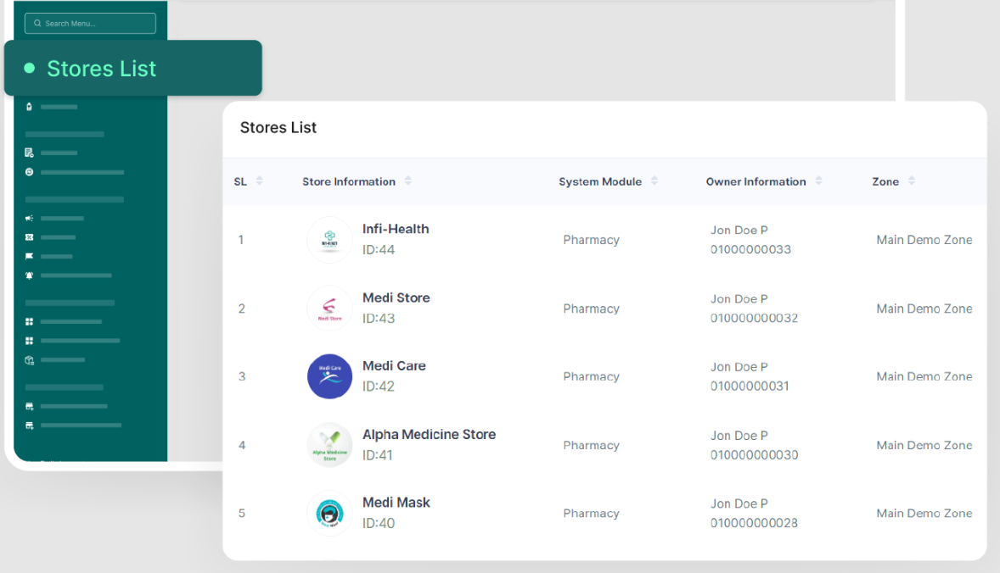 Search Menu...
Stores List
Stores List
SL Store Information System Module Owner Information Zone
1 Infi-Health ID:44 Pharmacy Jon Doe P 01000000033 Main Demo Zone
2 Medi Store Medi Store ID:43 Pharmacy Jon Doe P 010000000032 Main Demo Zone
3 Medi Care Medi Care ID:42 Pharmacy Jon Doe P 01000000031 Main Demo Zone
4 Alpha Medicine Store Alpha Medicine Store ID:41 Pharmacy Jon Doe P 010000000030 Main Demo Zone
5 Medi Mask ID:40 Pharmacy Jon Doe P 010000000028 Main Demo Zone